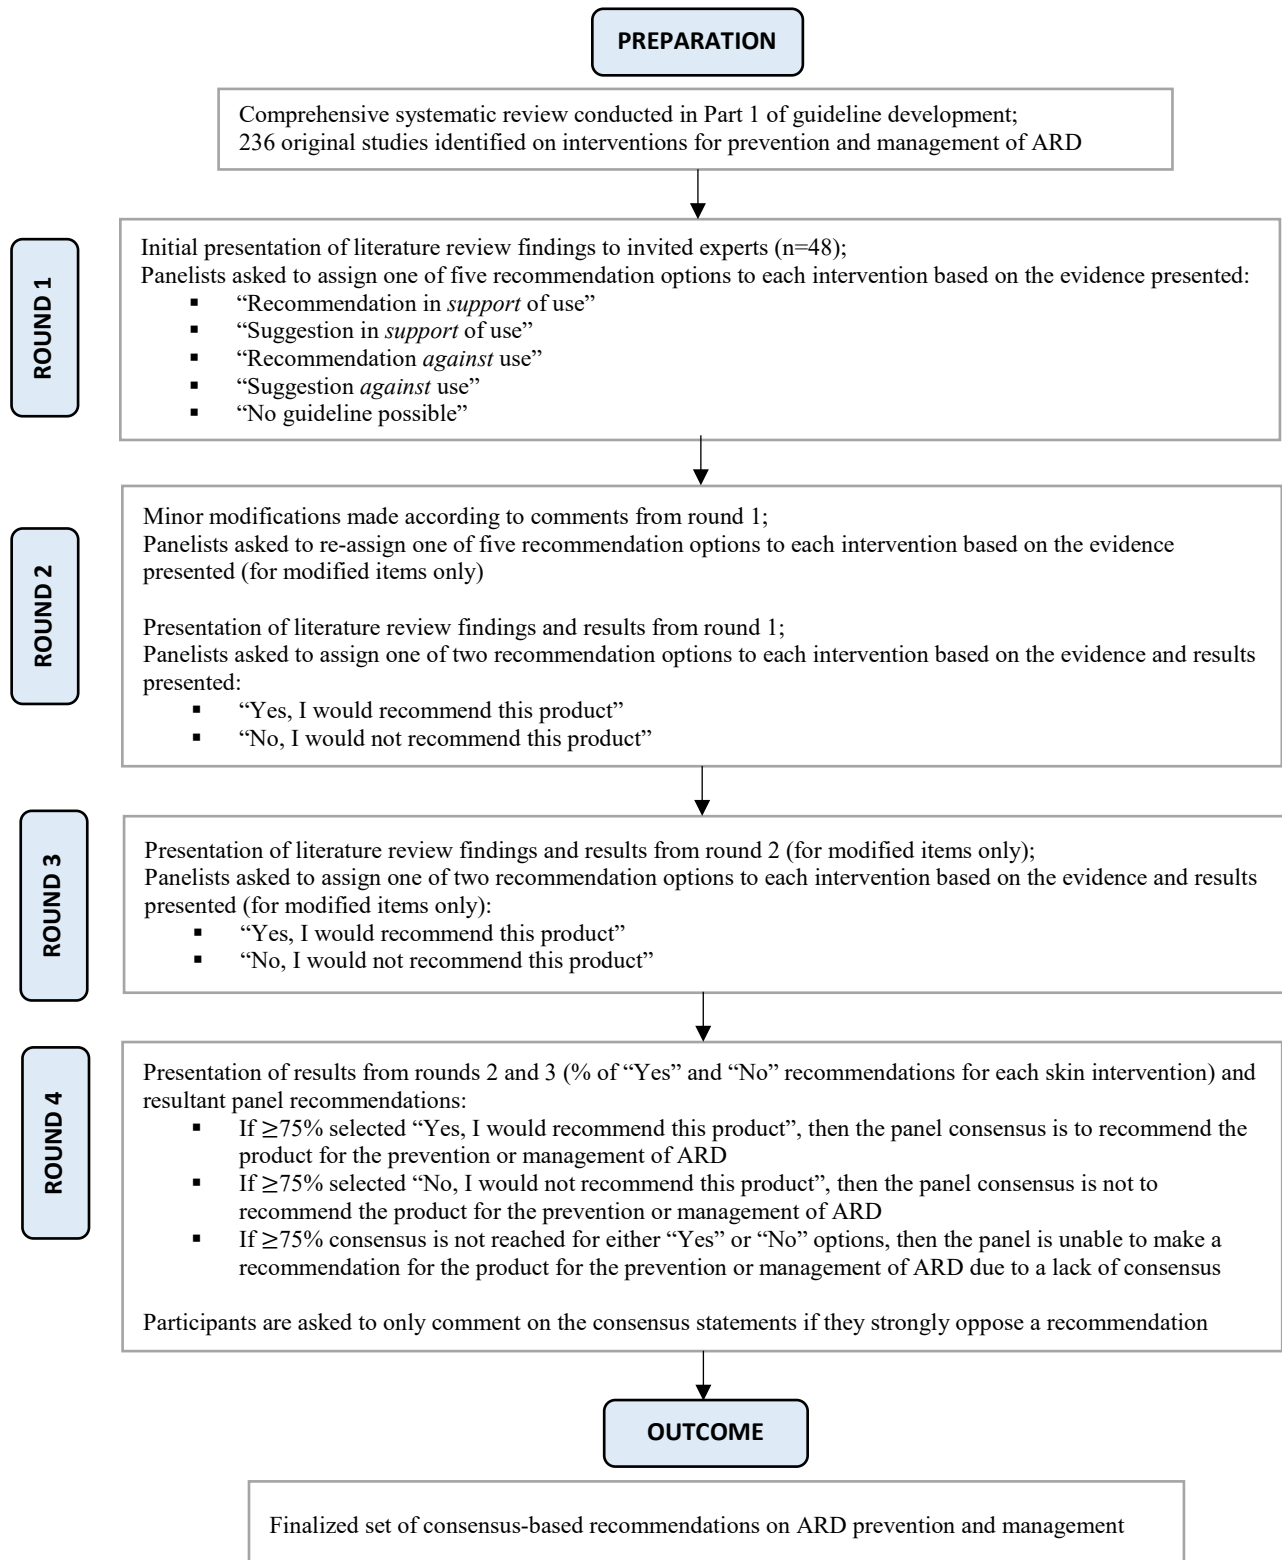 PREPARATION
Comprehensive systematic review conducted in Part 1 of guideline development;
236 original studies identified on interventions for prevention and management of ARD
ROUND 1
Initial presentation of literature review findings to invited experts (n=48);
Panelists asked to assign one of five recommendation options to each intervention based on the evidence presented:
▪ “Recommendation in support of use”
▪ “Suggestion in support of use”
▪ “Recommendation against use”
▪ “Suggestion against use”
▪ “No guideline possible”
ROUND 2
Minor modifications made according to comments from round 1;
Panelists asked to re-assign one of five recommendation options to each intervention based on the evidence
presented (for modified items only)
Presentation of literature review findings and results from round 1;
Panelists asked to assign one of two recommendation options to each intervention based on the evidence and results
presented:
▪ “Yes, I would recommend this product”
▪ “No, I would not recommend this product”
ROUND 3
Presentation of literature review findings and results from round 2 (for modified items only);
Panelists asked to assign one of two recommendation options to each intervention based on the evidence and results
presented (for modified items only):
▪ “Yes, I would recommend this product”
▪ “No, I would not recommend this product”
ROUND 4
Presentation of results from rounds 2 and 3 (% of “Yes” and “No” recommendations for each skin intervention) and
resultant panel recommendations:
▪ If ≥75% selected “Yes, I would recommend this product”, then the panel consensus is to recommend the
product for the prevention or management of ARD
▪ If ≥75% selected “No, I would not recommend this product”, then the panel consensus is not to
recommend the product for the prevention or management of ARD
▪ If ≥75% consensus is not reached for either “Yes” or “No” options, then the panel is unable to make a
recommendation for the product for the prevention or management of ARD due to a lack of consensus
Participants are asked to only comment on the consensus statements if they strongly oppose a recommendation
OUTCOME
Finalized set of consensus-based recommendations on ARD prevention and management